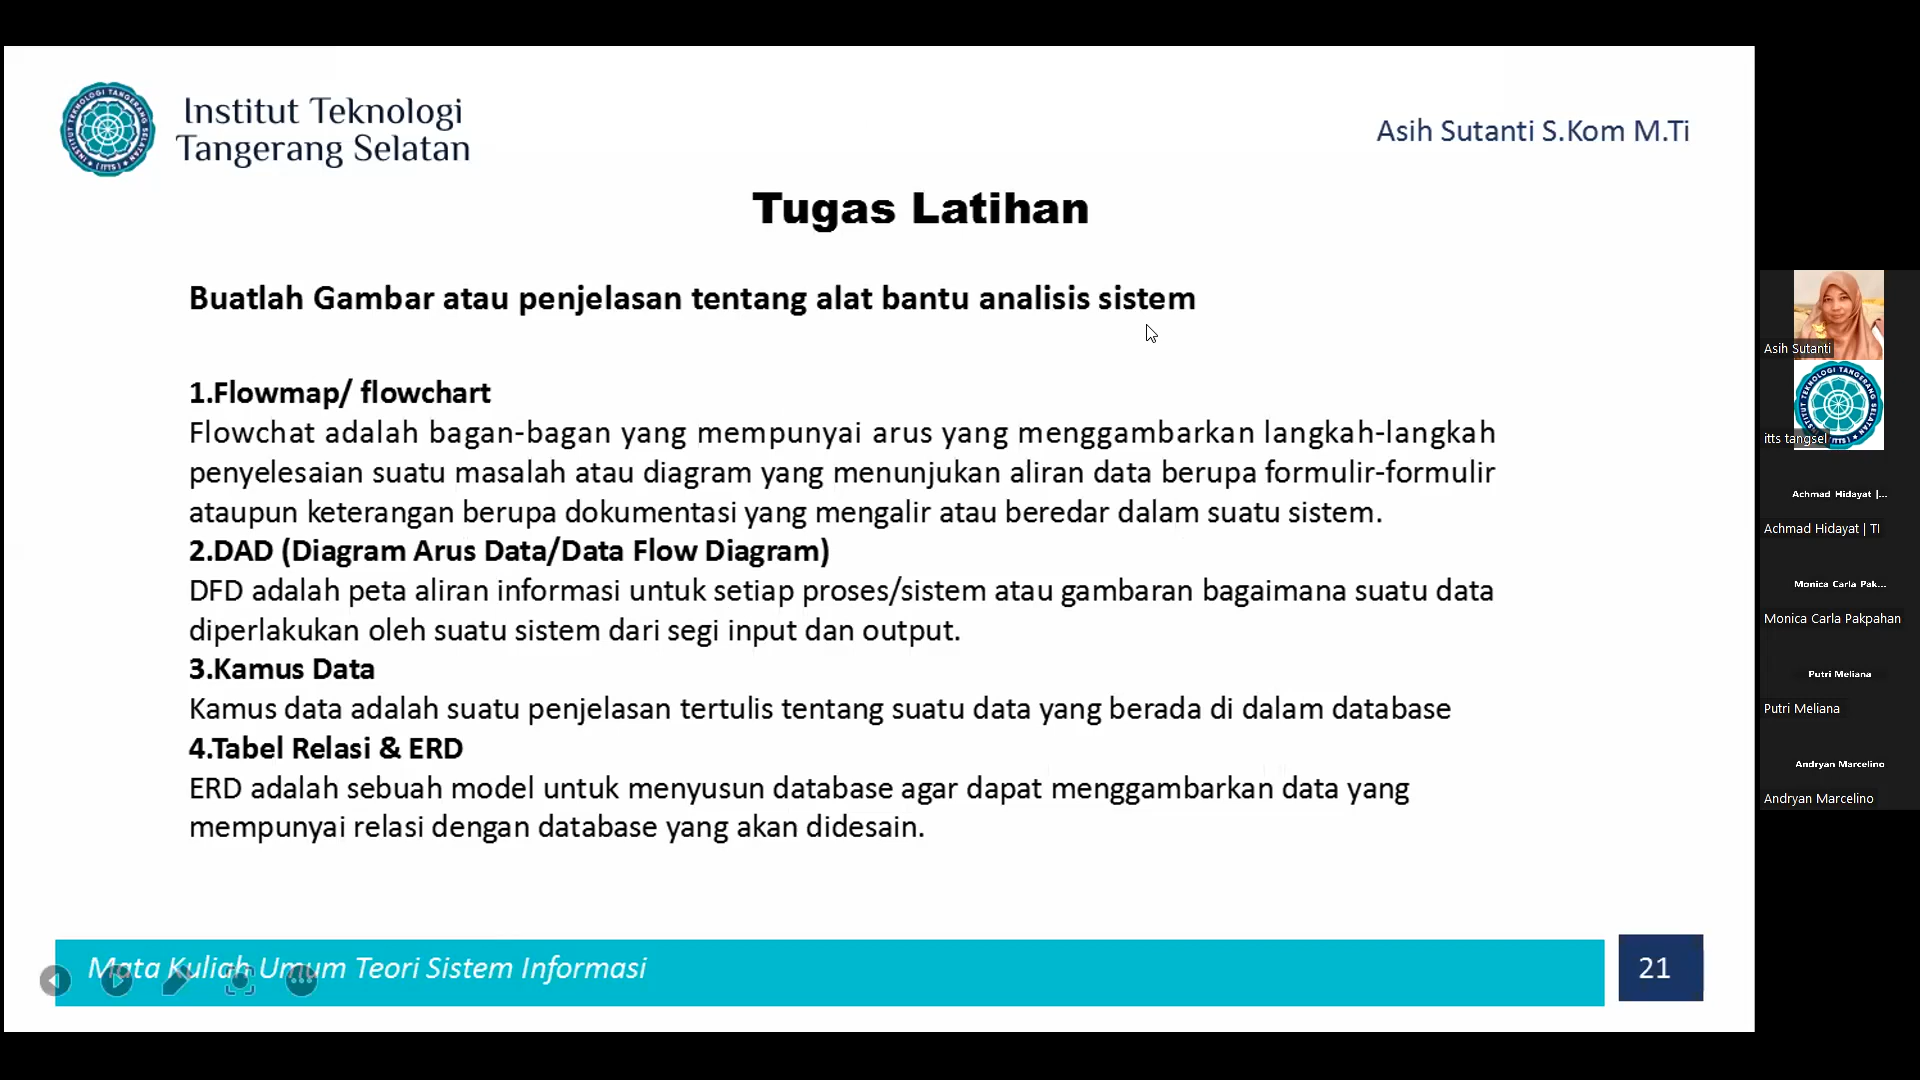 Institut Teknologi
Tangerang Selatan
Asih Sutanti S.Kom M.Ti
Tugas Latihan
Buatlah Gambar atau penjelasan tentang alat bantu analisis sistem
1.Flowmap/ flowchart
Flowchat adalah bagan-bagan yang mempunyai arus yang menggambarkan langkah-langkah
penyelesaian suatu masalah atau diagram yang menunjukan aliran data berupa formulir-formulir
ataupun keterangan berupa dokumentasi yang mengalir atau beredar dalam suatu sistem.
2.DAD (Diagram Arus Data/Data Flow Diagram)
DFD adalah peta aliran informasi untuk setiap proses/sistem atau gambaran bagaimana suatu data
diperlakukan oleh suatu sistem dari segi input dan output.
3.Kamus Data
Kamus data adalah suatu penjelasan tertulis tentang suatu data yang berada di dalam database
4.Tabel Relasi & ERD
ERD adalah sebuah model untuk menyusun database agar dapat menggambarkan data yang
mempunyai relasi dengan database yang akan didesain.
Mata Kuliah Umum Teori Sistem Informasi
21
Asih Sutanti
itts tangsel
Achmad Hidayat |...
Achmad Hidayat | TI
Monica Carla Pak...
Monica Carla Pakpahan
Putri Meliana
Putri Meliana
Andryan Marcelino
Andryan Marcelino